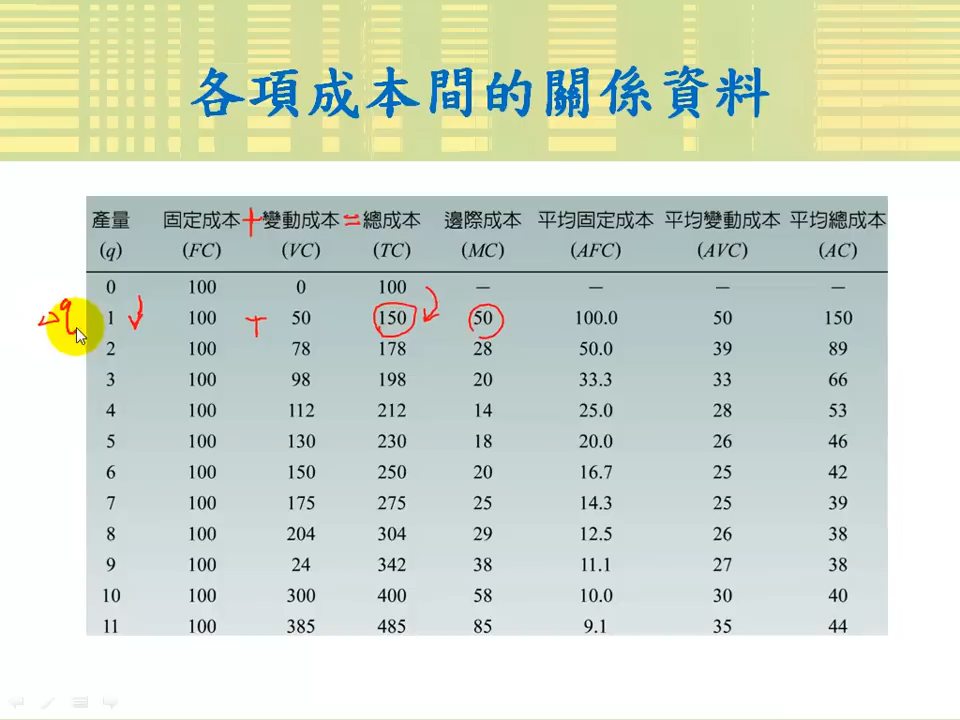 各項成本間的關係資料
產量 固定成本 + 變動成本 = 總成本 邊際成本 平均固定成本 平均變動成本 平均總成本
(q) (FC) (VC) (TC) (MC) (AFC) (AVC) (AC)
0 100 0 100 — — — —
△q 1 100 + 50 150 50 100.0 50 150
2 100 78 178 28 50.0 39 89
3 100 98 198 20 33.3 33 66
4 100 112 212 14 25.0 28 53
5 100 130 230 18 20.0 26 46
6 100 150 250 20 16.7 25 42
7 100 175 275 25 14.3 25 39
8 100 204 304 29 12.5 26 38
9 100 24 342 38 11.1 27 38
10 100 300 400 58 10.0 30 40
11 100 385 485 85 9.1 35 44